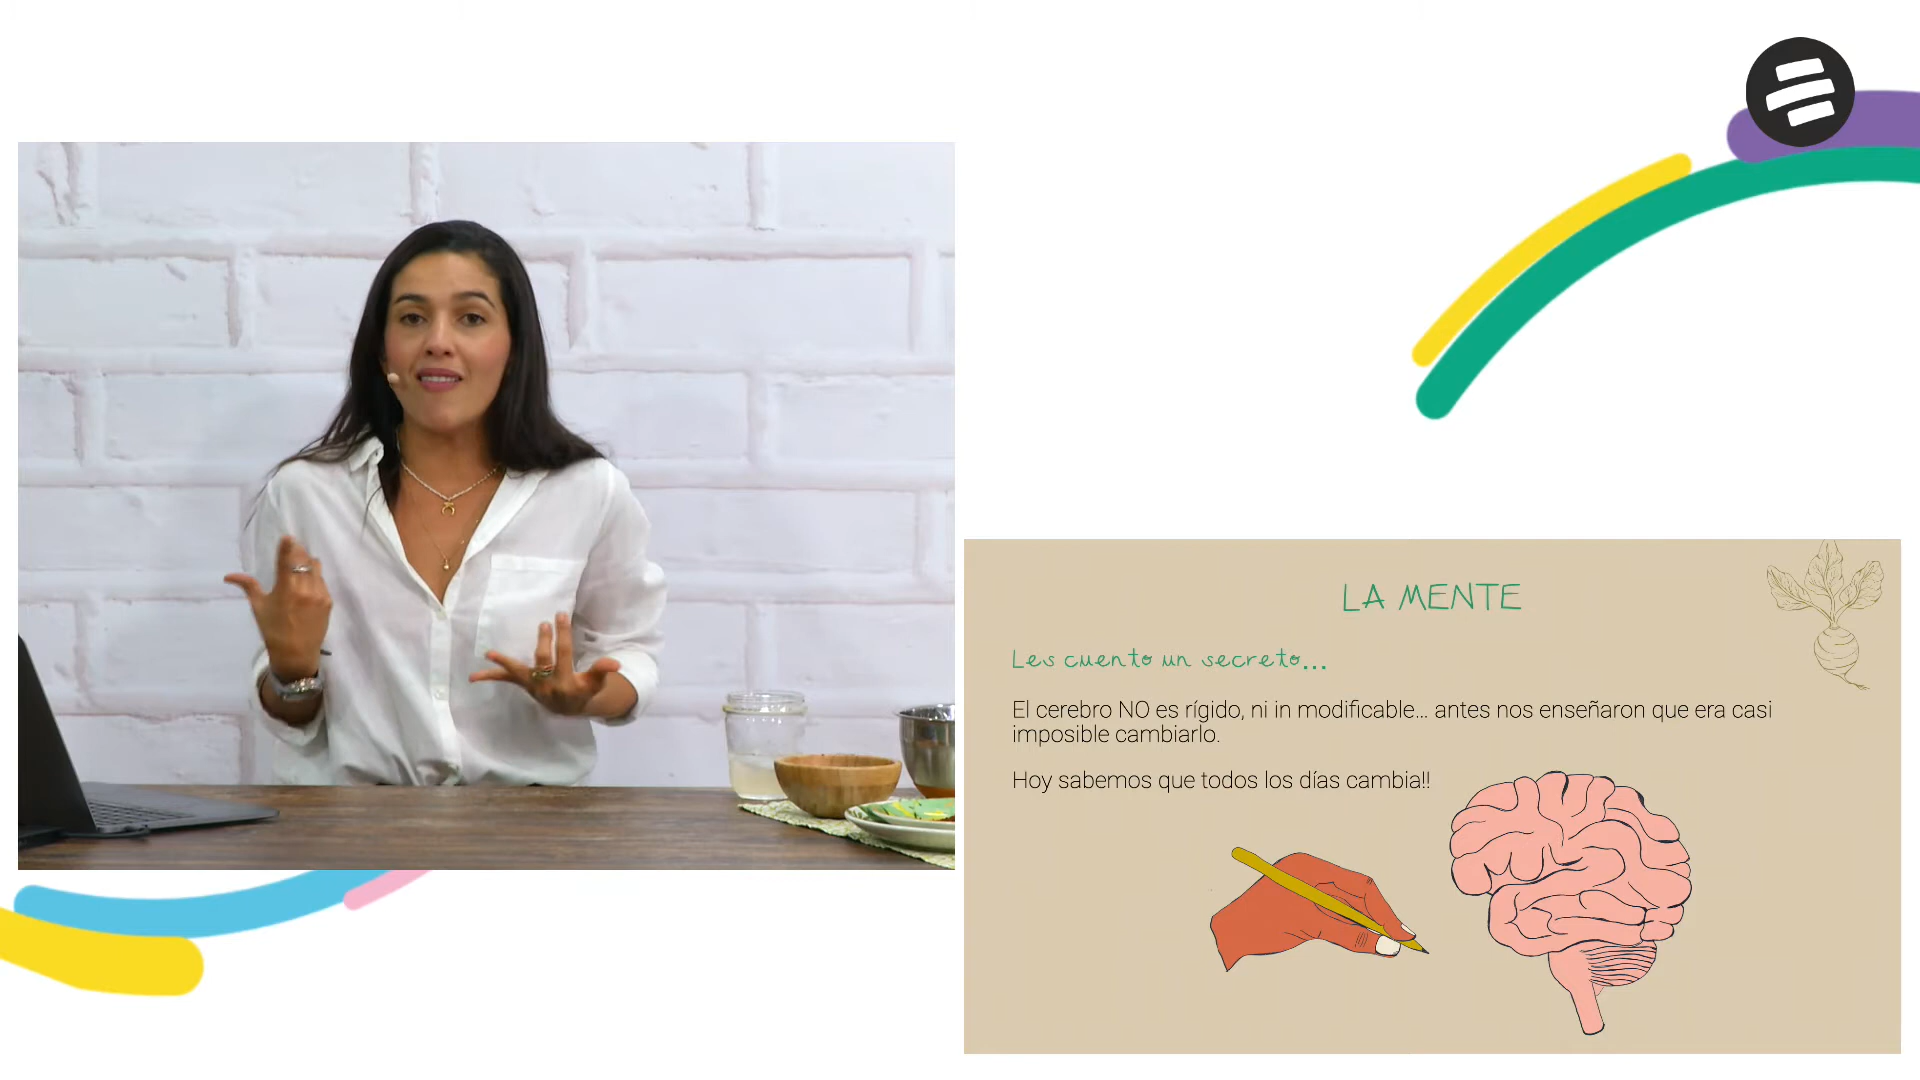 LA MENTE
Les cuento un secreto...
El cerebro NO es rígido, ni in modificable... antes nos enseñaron que era casi
imposible cambiarlo.
Hoy sabemos que todos los días cambia!!